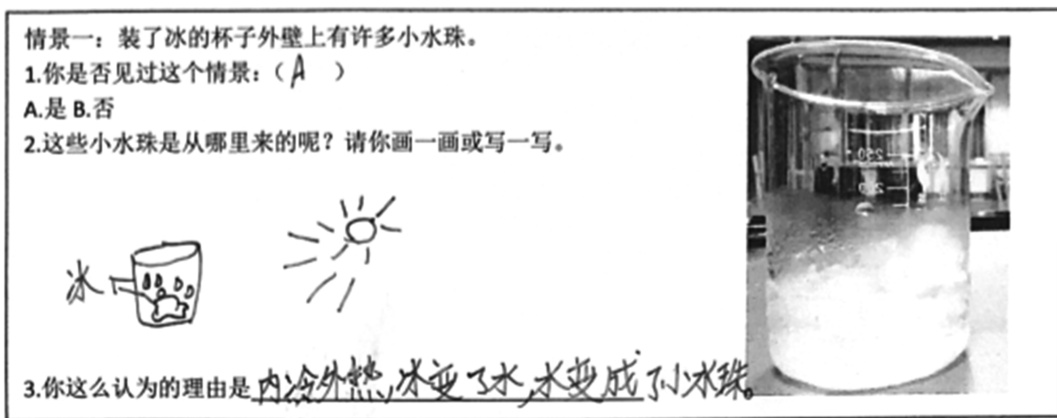 情景一：装了冰的杯子外壁上有许多小水珠。
1.你是否见过这个情景：（A）
A.是 B.否
2.这些小水珠是从哪里来的呢？请你画一画或写一写。
冰
250
200
3.你这么认为的理由是内冷外热,冰变了水,水变成了小水珠。